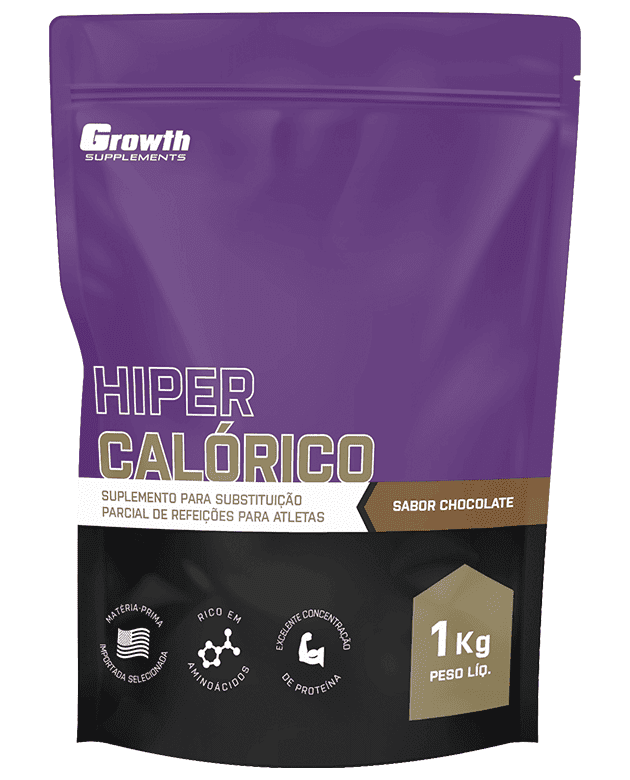 Growth
SUPPLEMENTS
HIPER
CALÓRICO
SUPLEMENTO PARA SUBSTITUIÇÃO
PARCIAL DE REFEIÇÕES PARA ATLETAS
SABOR CHOCOLATE
MATÉRIA-PRIMA
IMPORTADA SELECIONADA
RICO EM
AMINOÁCIDOS
EXCELENTE CONCENTRAÇÃO
DE PROTEÍNA
1Kg
PESO LÍQ.